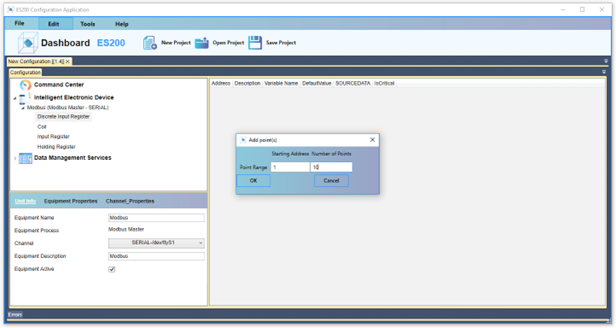 ES200 Configuration Application
File Edit Tools Help
Dashboard ES200 New Project Open Project Save Project
New Configuration [1.4]
Configuration
Command Center
Intelligent Electronic Device
Modbus (Modbus Master - SERIAL)
Discrete Input Register
Coil
Input Register
Holding Register
Data Management Services
Address Description Variable Name DefaultValue SOURCEDATA IsCritical
Add point(s)
Starting Address Number of Points
Point Range 1 10
OK Cancel
Unit Info Equipment Properties Channel_Properties
Equipment Name Modbus
Equipment Process Modbus Master
Channel SERIAL-/dev/ttyS1
Equipment Description Modbus
Equipment Active
Errors